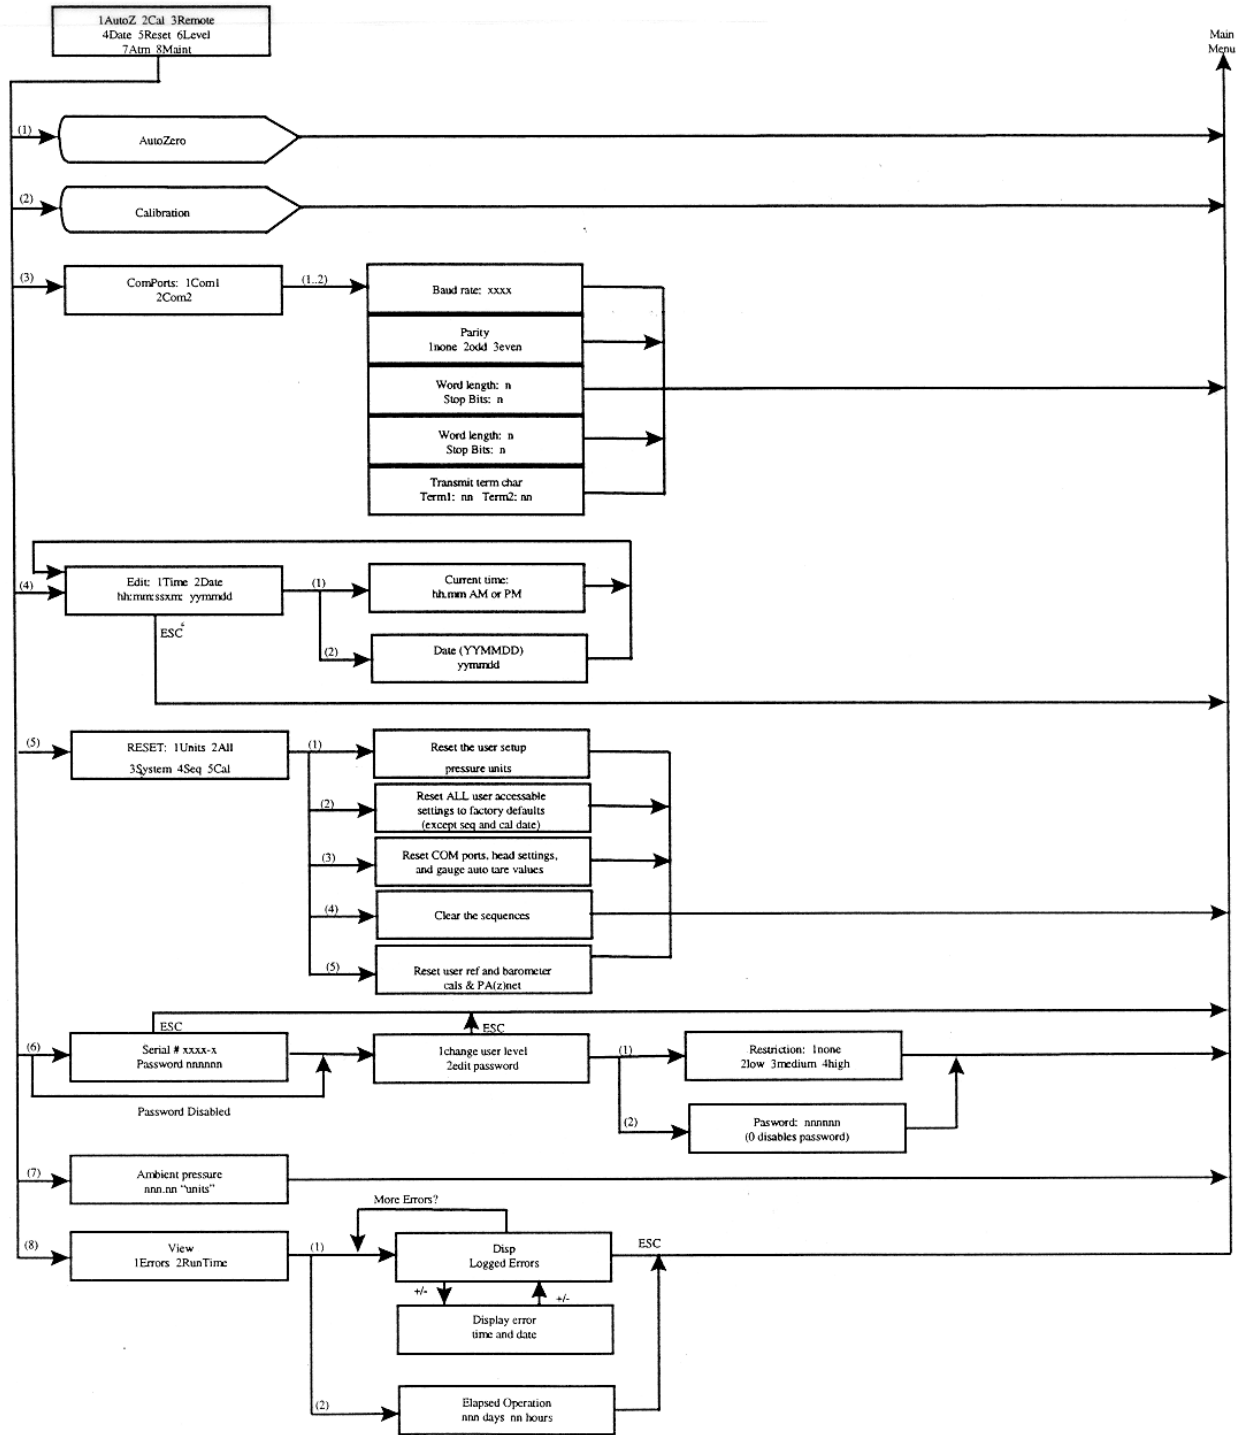 1AutoZ 2Cal 3Remote
4Date 5Reset 6Level
7Atm 8Maint
Main
Menu
(1)
AutoZero
(2)
Calibration
(3)
ComPorts: 1Com1
2Com2
(1..2)
Baud rate: xxxx
Parity
1none 2odd 3even
Word length: n
Stop Bits: n
Word length: n
Stop Bits: n
Transmit term char
Term1: nn Term2: nn
(4)
Edit: 1Time 2Date
hh:mm:ssxm: yymmdd
(1)
Current time:
hh.mm AM or PM
ESC
(2)
Date (YYMMDD)
yymmdd
(5)
RESET: 1Units 2All
3System 4Seq 5Cal
(1)
Reset the user setup
pressure units
(2)
Reset ALL user accessable
settings to factory defaults
(except seq and cal date)
(3)
Reset COM ports, head settings,
and gauge auto tare values
(4)
Clear the sequences
(5)
Reset user ref and barometer
cals & PA(z)net
ESC
ESC
(6)
Serial # xxxx-x
Password nnnnnn
1change user level
2edit password
(1)
Restriction: 1none
2low 3medium 4high
Password Disabled
(2)
Pasword: nnnnnn
(0 disables password)
(7)
Ambient pressure
nnn.nn “units”
More Errors?
(8)
View
1Errors 2RunTime
(1)
Disp
Logged Errors
ESC
+/-
+/-
Display error
time and date
(2)
Elapsed Operation
nnn days nn hours